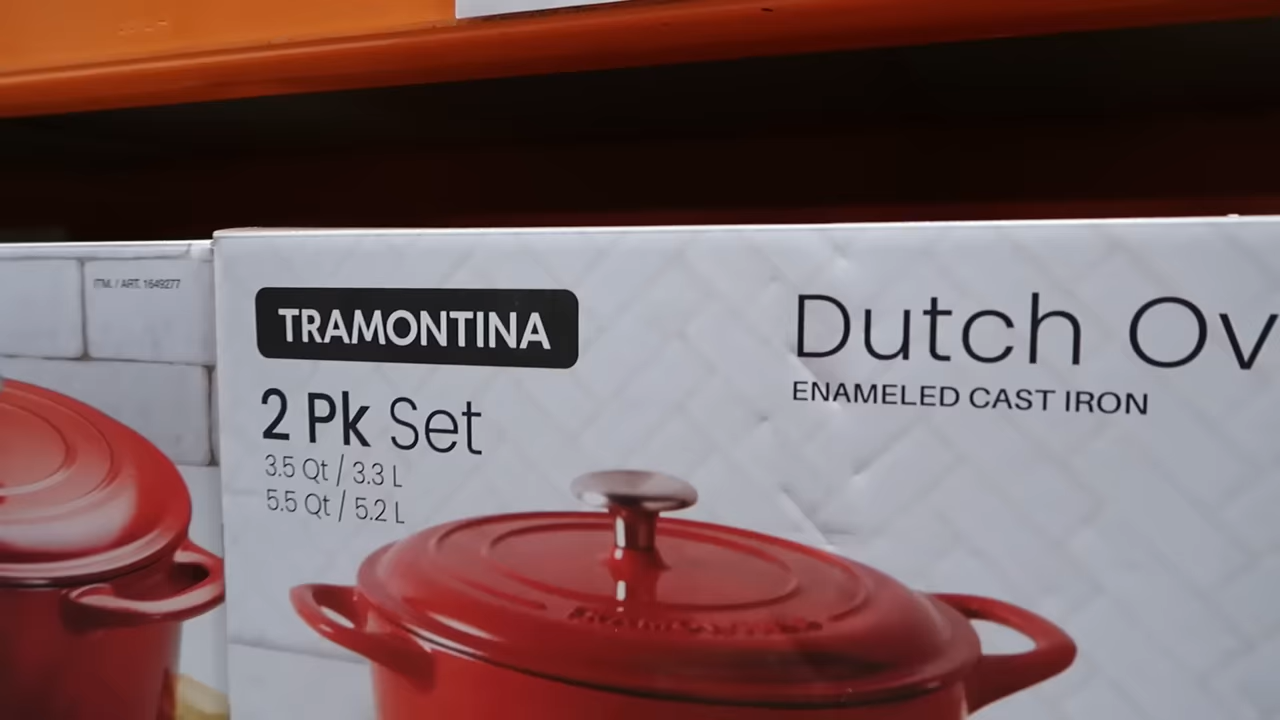 ITM. / ART. 1649277
TRAMONTINA
2 Pk Set
3.5 Qt / 3.3 L
5.5 Qt / 5.2 L
Dutch Ov
ENAMELED CAST IRON
TRAMONTINA